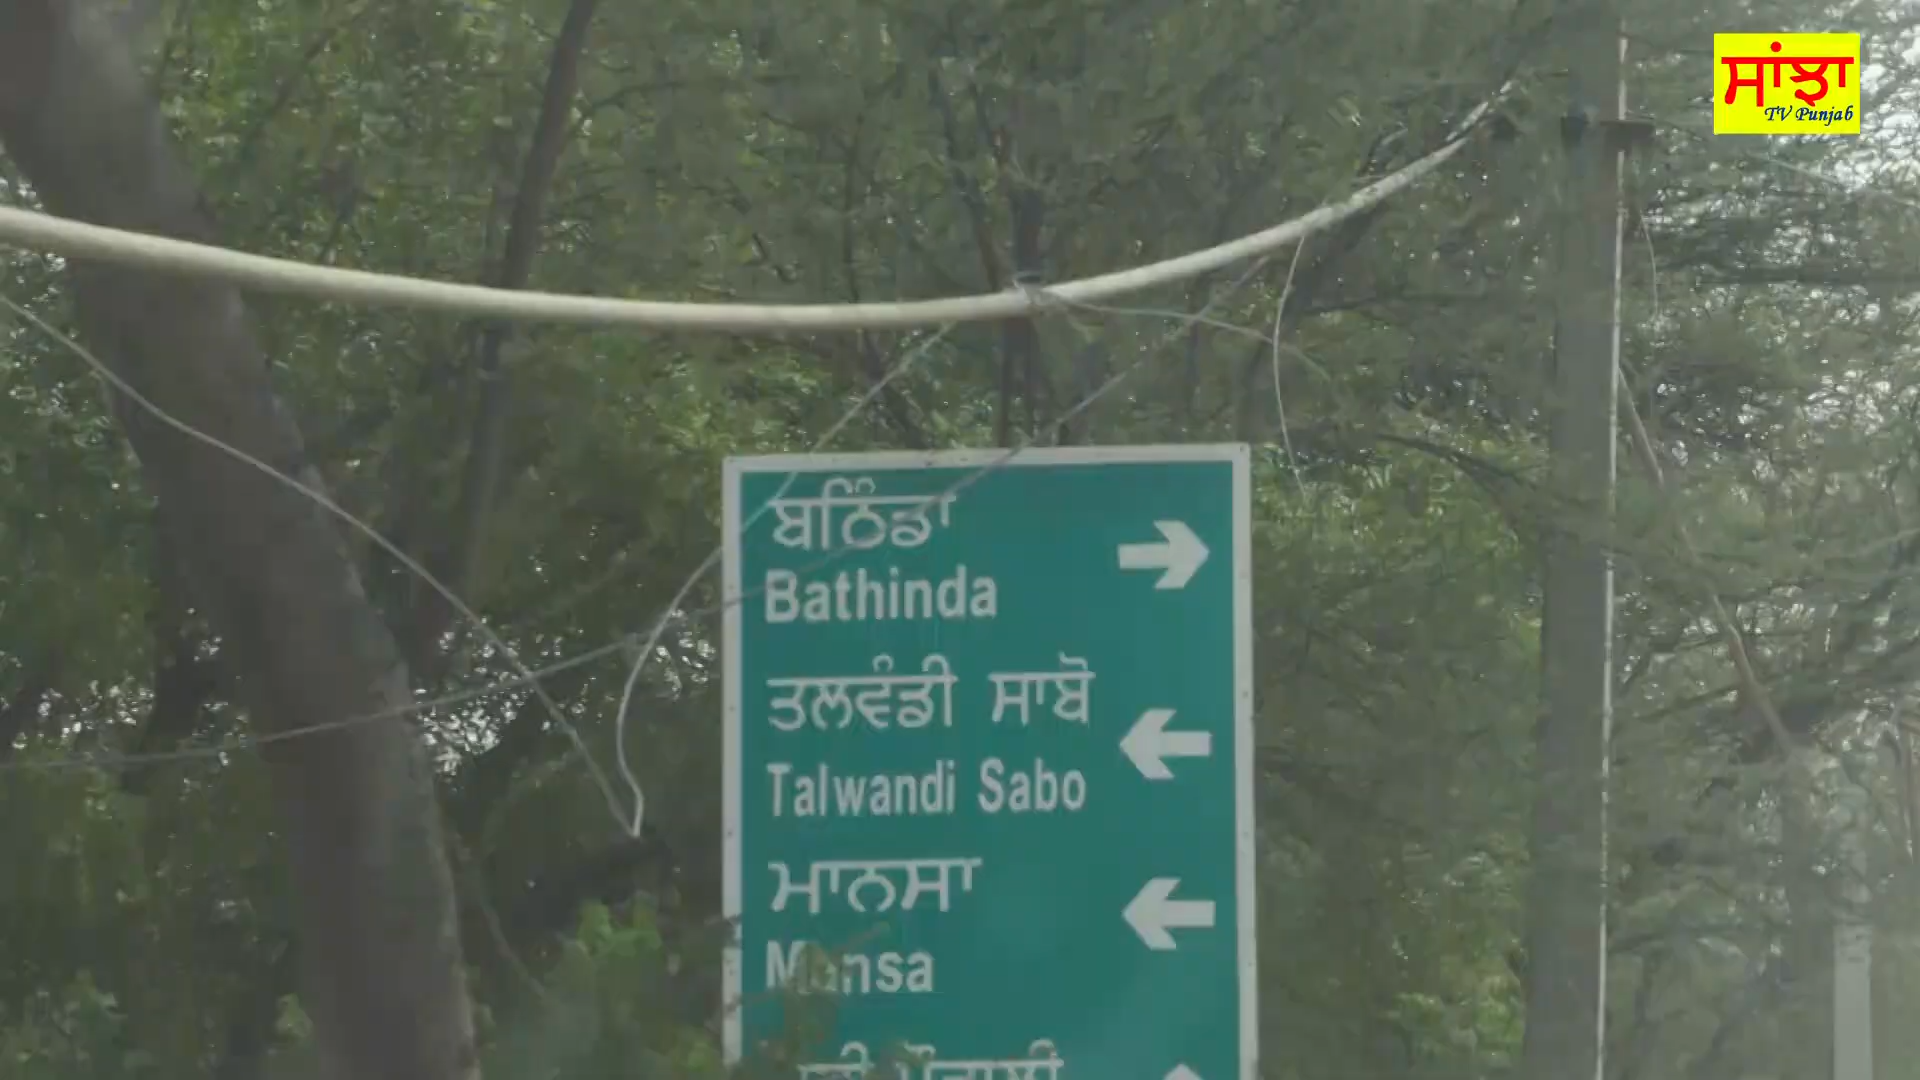 ਸਾਂਝਾ
TV Punjab
ਬਠਿੰਡਾ
Bathinda
ਤਲਵੰਡੀ ਸਾਬੋ
Talwandi Sabo
ਮਾਨਸਾ
Mansa